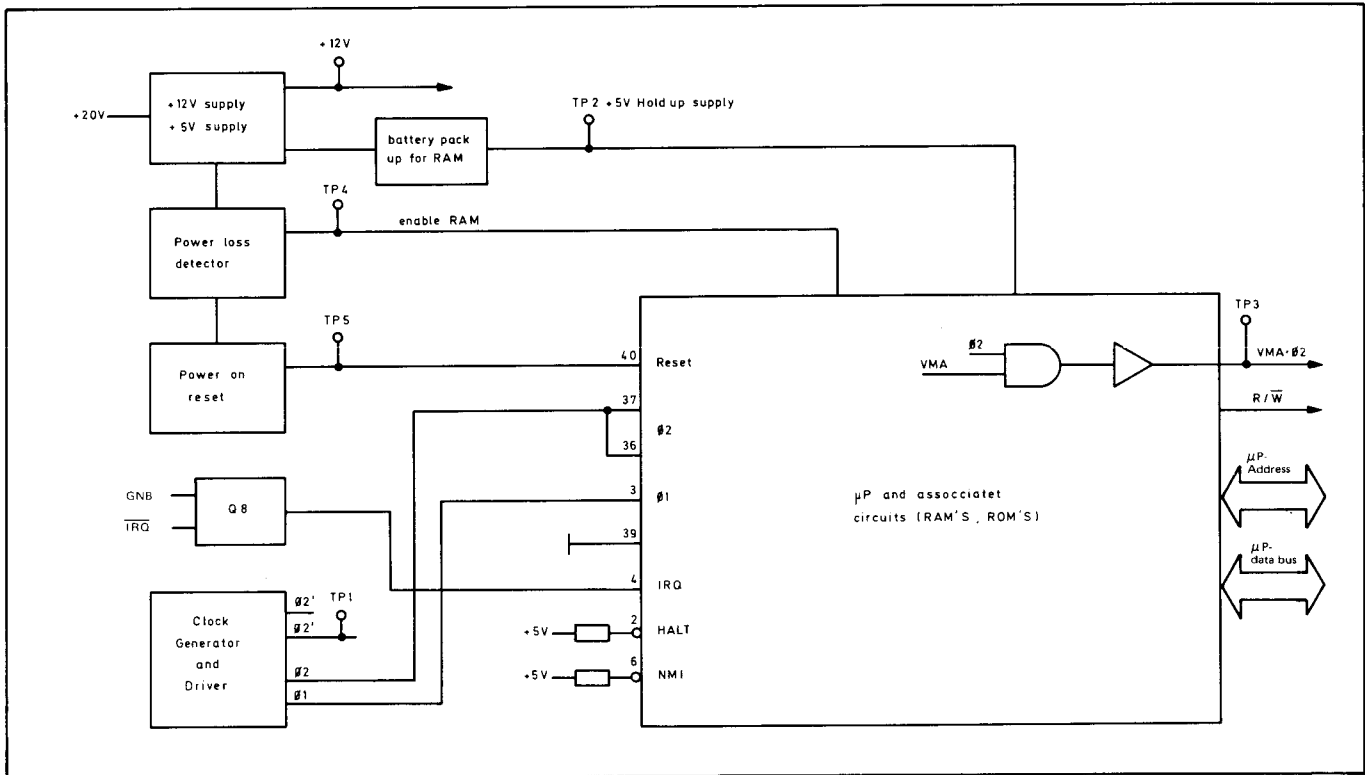 +12V
+20V
+12V supply
+5V supply
TP2 +5V Hold up supply
battery pack
up for RAM
TP4
enable RAM
Power loss
detector
TP5
Power on
reset
40
Reset
37
ø2
36
3
ø1
39
4
IRQ
2
HALT
+5V
6
NMI
+5V
GNB
I̅R̅Q̅
Q8
Clock
Generator
and
Driver
ø2'
ø2'
TP1
ø2
ø1
ø2
VMA
TP3
VMA·ø2
R/W̅
µP and assocciatet
circuits (RAM'S, ROM'S)
µP-
Address
µP-
data bus